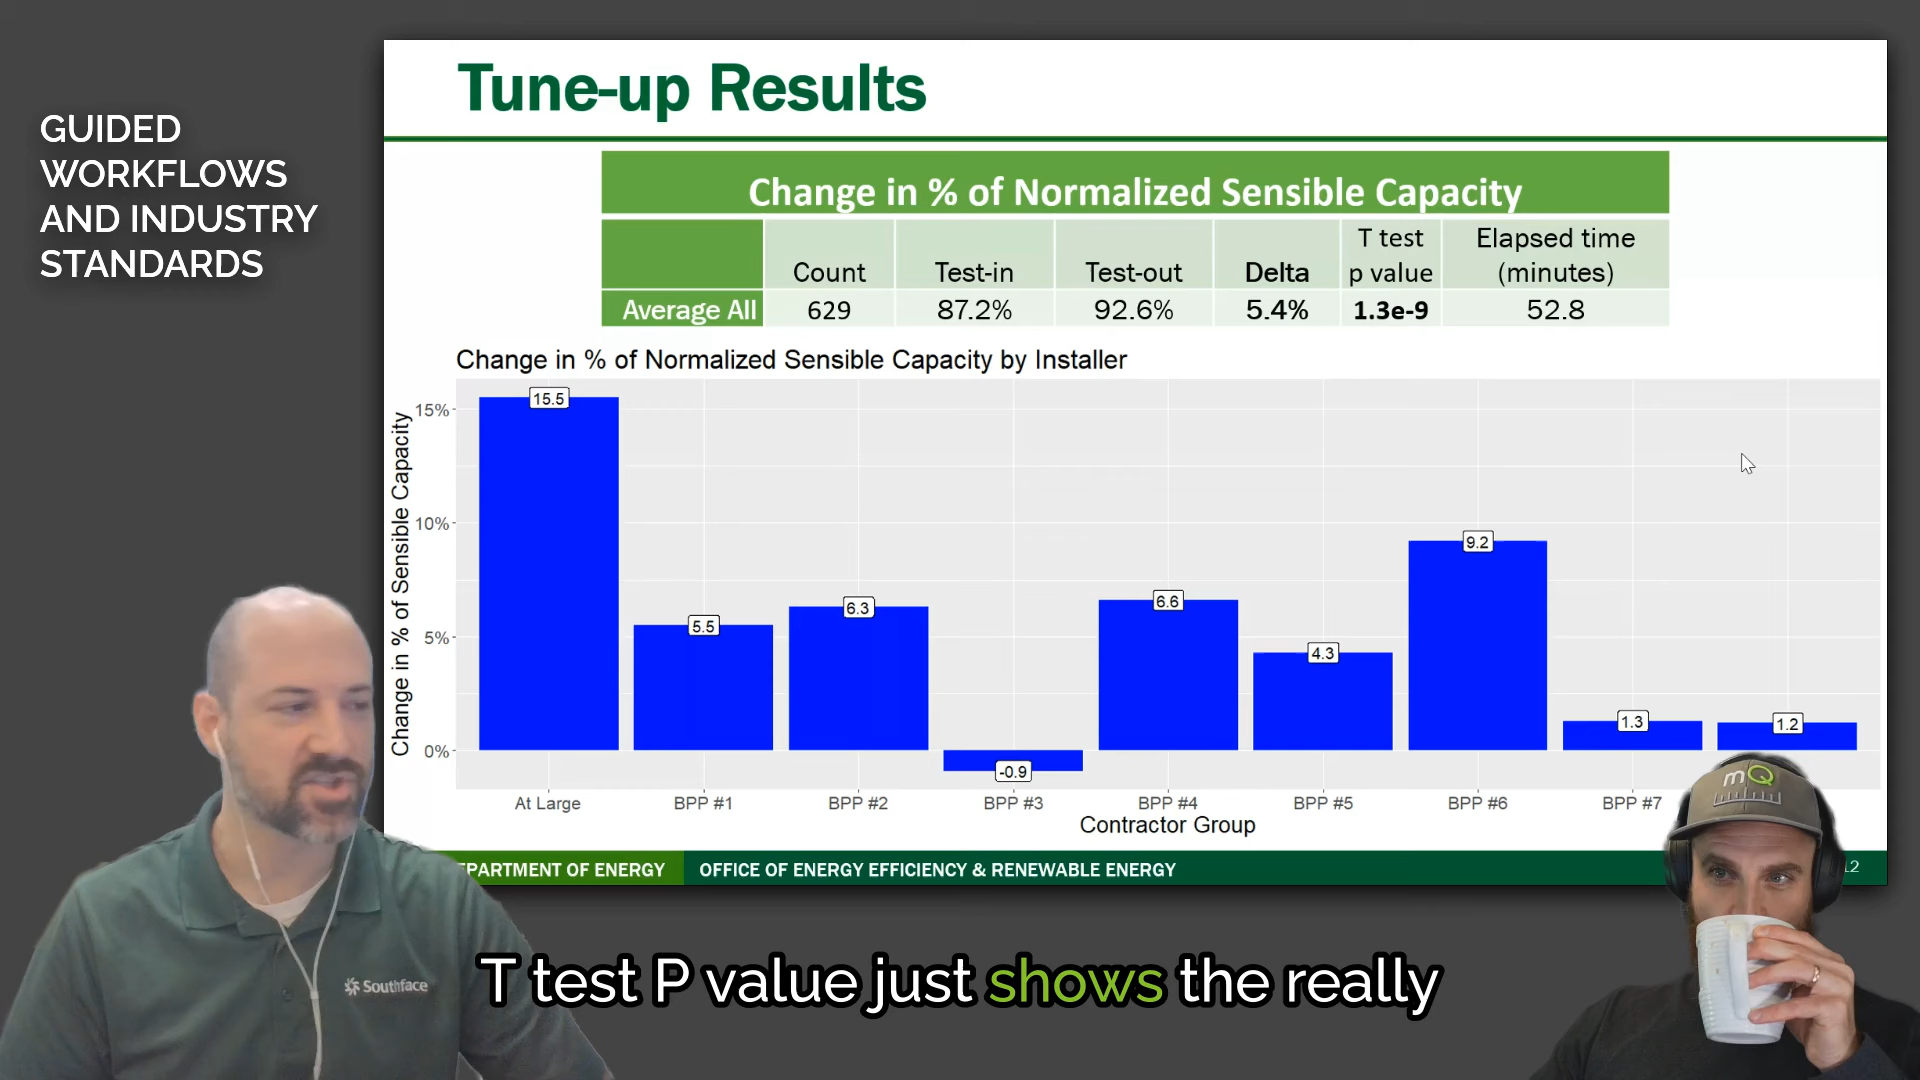 GUIDED
WORKFLOWS
AND INDUSTRY
STANDARDS
Tune-up Results
Change in % of Normalized Sensible Capacity
Count Test-in Test-out Delta T test p value Elapsed time (minutes)
Average All 629 87.2% 92.6% 5.4% 1.3e-9 52.8
Change in % of Normalized Sensible Capacity by Installer
Change in % of Sensible Capacity
15%
10%
5%
0%
15.5
5.5
6.3
-0.9
6.6
4.3
9.2
1.3
1.2
At Large BPP #1 BPP #2 BPP #3 BPP #4 BPP #5 BPP #6 BPP #7
Contractor Group
PARTMENT OF ENERGY OFFICE OF ENERGY EFFICIENCY & RENEWABLE ENERGY
mQ
Southface
T test P value just shows the really